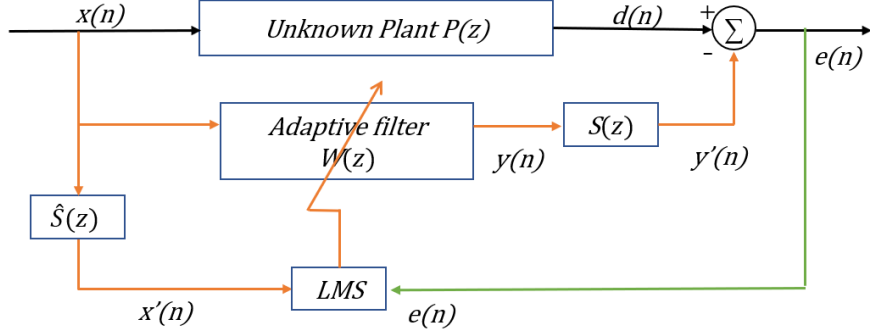 x(n)
Unknown Plant P(z)
d(n)
+
∑
-
e(n)
Adaptive filter
W(z)
y(n)
S(z)
y’(n)
Ŝ(z)
x’(n)
LMS
e(n)